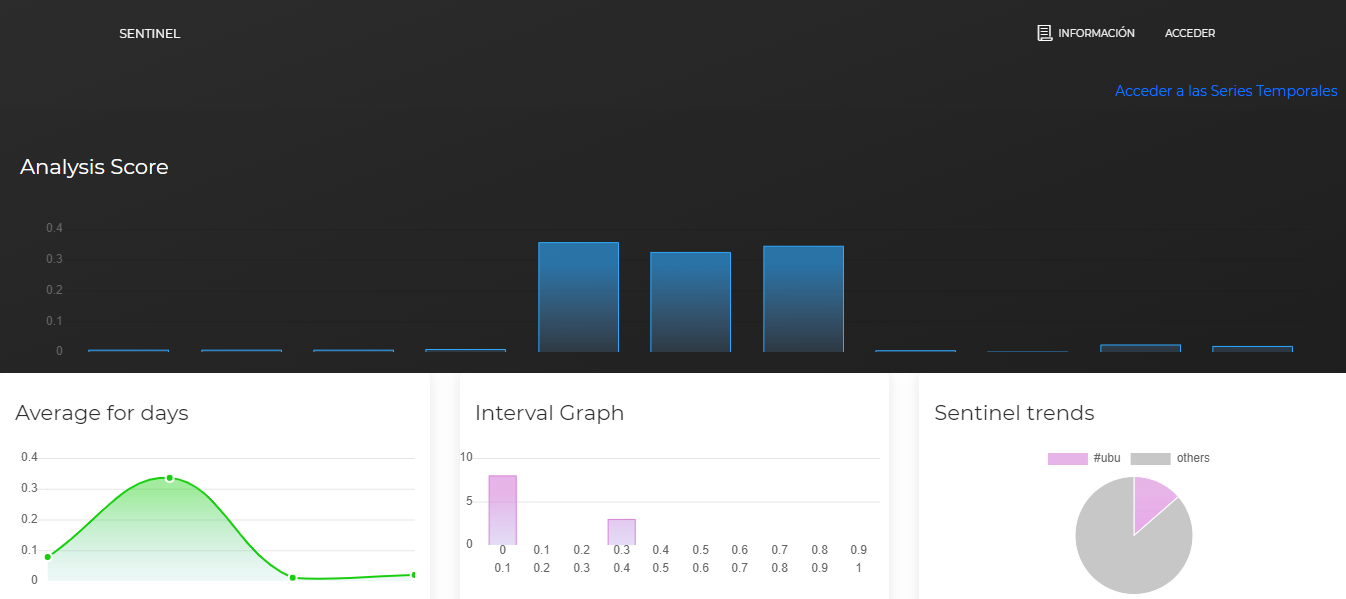 SENTINEL
INFORMACIÓN ACCEDER
Acceder a las Series Temporales
Analysis Score
0.4
0.3
0.2
0.1
0
Average for days
0.4
0.3
0.2
0.1
0
Interval Graph
10
5
0
0 0.1 0.2 0.3 0.4 0.5 0.6 0.7 0.8 0.9
0.1 0.2 0.3 0.4 0.5 0.6 0.7 0.8 0.9 1
Sentinel trends
#ubu others